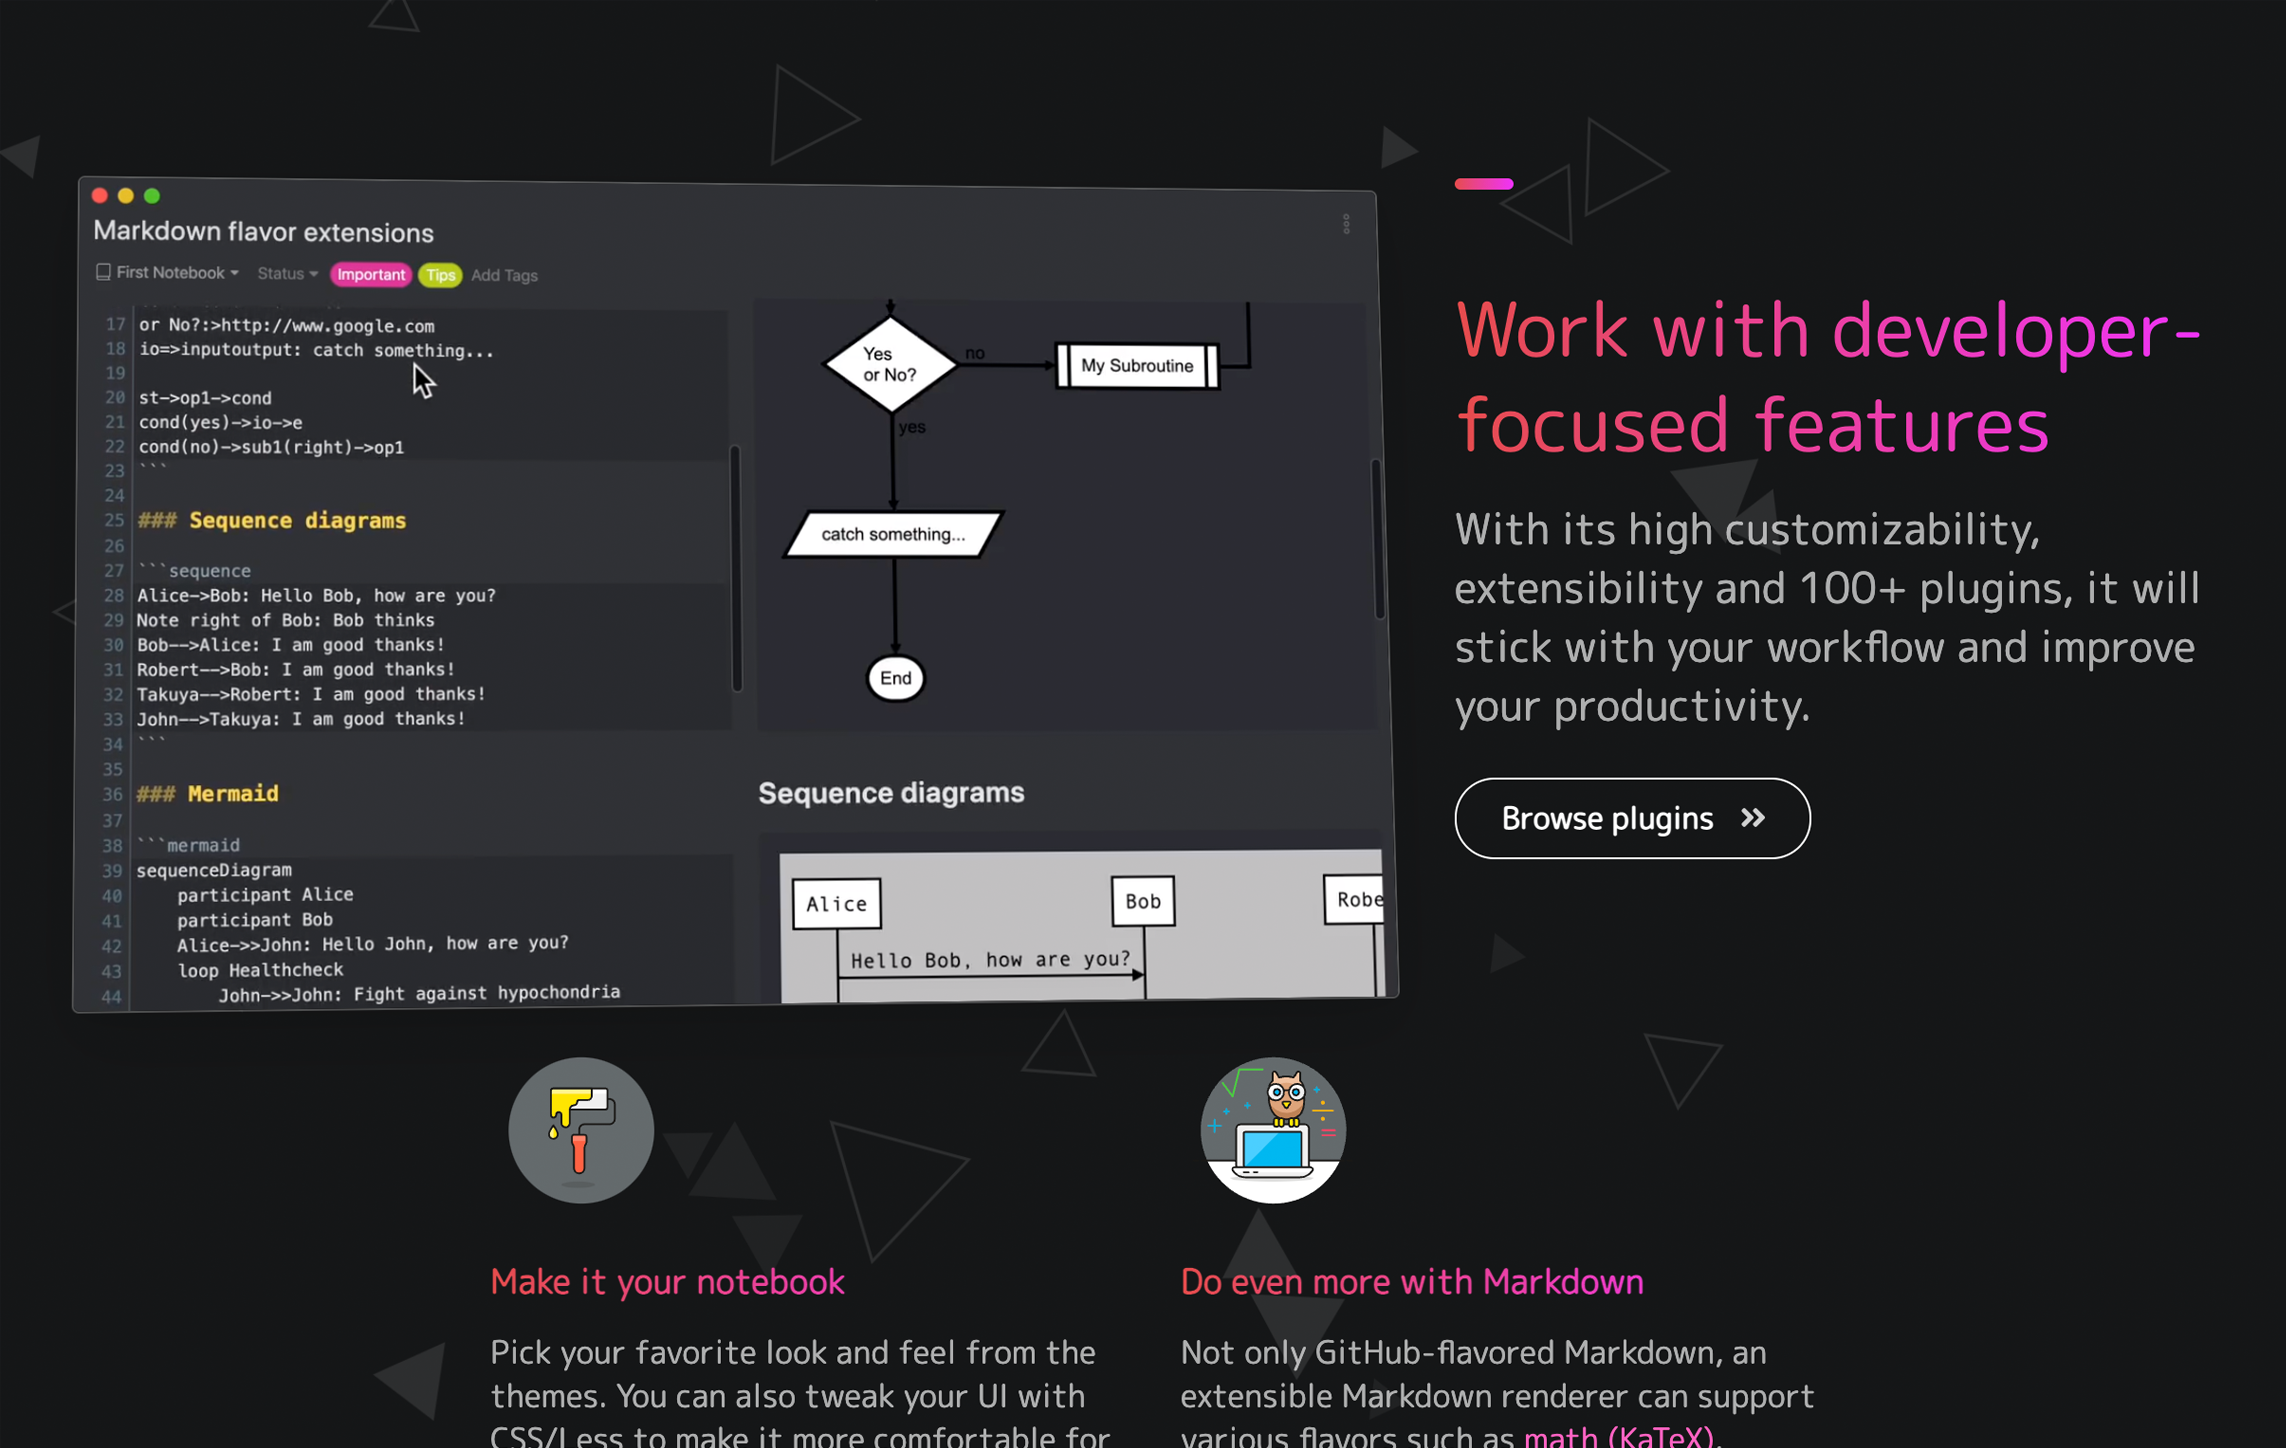 Markdown flavor extensions
First Notebook Status Important Tips Add Tags
17 or No?:>http://www.google.com
18 io=>inputoutput: catch something...
19
20 st->op1->cond
21 cond(yes)->io->e
22 cond(no)->sub1(right)->op1
23 ```
24
25 ### Sequence diagrams
26
27 ```sequence
28 Alice->Bob: Hello Bob, how are you?
29 Note right of Bob: Bob thinks
30 Bob-->Alice: I am good thanks!
31 Robert-->Bob: I am good thanks!
32 Takuya-->Robert: I am good thanks!
33 John-->Takuya: I am good thanks!
34 ```
35
36 ### Mermaid
37
38 ```mermaid
39 sequenceDiagram
40 participant Alice
41 participant Bob
42 Alice->>John: Hello John, how are you?
43 loop Healthcheck
44 John->>John: Fight against hypochondria
Yes
or No?
no
My Subroutine
yes
catch something...
End
Sequence diagrams
Alice Bob Robe
Hello Bob, how are you?
Work with developer-
focused features
With its high customizability,
extensibility and 100+ plugins, it will
stick with your workflow and improve
your productivity.
Browse plugins »
Make it your notebook
Pick your favorite look and feel from the
themes. You can also tweak your UI with
CSS/Less to make it more comfortable for
Do even more with Markdown
Not only GitHub-flavored Markdown, an
extensible Markdown renderer can support
various flavors such as math (KaTeX),